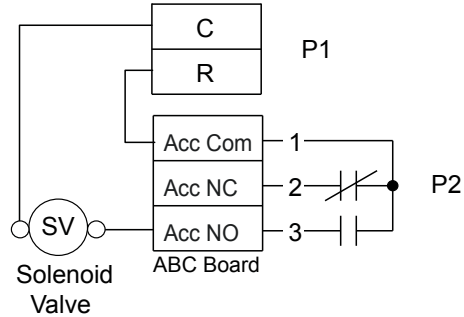 C
P1
R
Acc Com
1
Acc NC
2
P2
SV
Acc NO
3
ABC Board
Solenoid
Valve